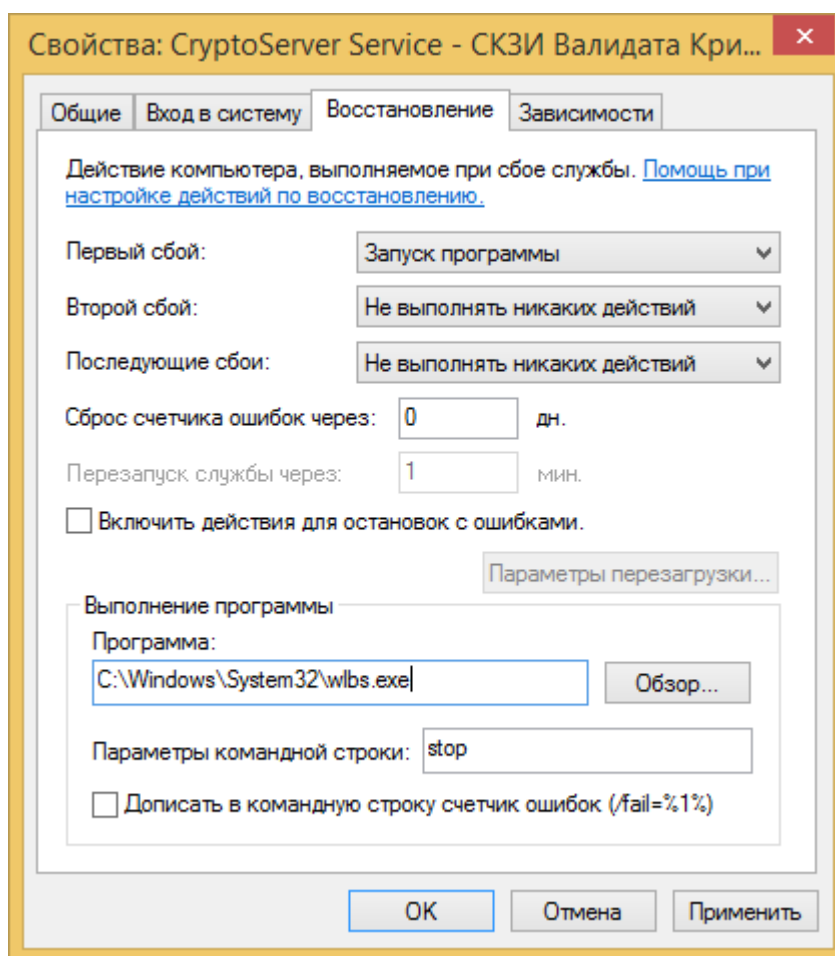 Свойства: CryptoServer Service - СКЗИ Валидата Кри...
Общие Вход в систему Восстановление Зависимости
Действие компьютера, выполняемое при сбое службы. Помощь при
настройке действий по восстановлению.
Первый сбой: Запуск программы
Второй сбой: Не выполнять никаких действий
Последующие сбои: Не выполнять никаких действий
Сброс счетчика ошибок через: 0 дн.
Перезапуск службы через: 1 мин.
Включить действия для остановок с ошибками.
Параметры перезагрузки...
Выполнение программы
Программа:
C:\Windows\System32\wlbs.exe Обзор...
Параметры командной строки: stop
Дописать в командную строку счетчик ошибок (/fail=%1%)
OK Отмена Применить